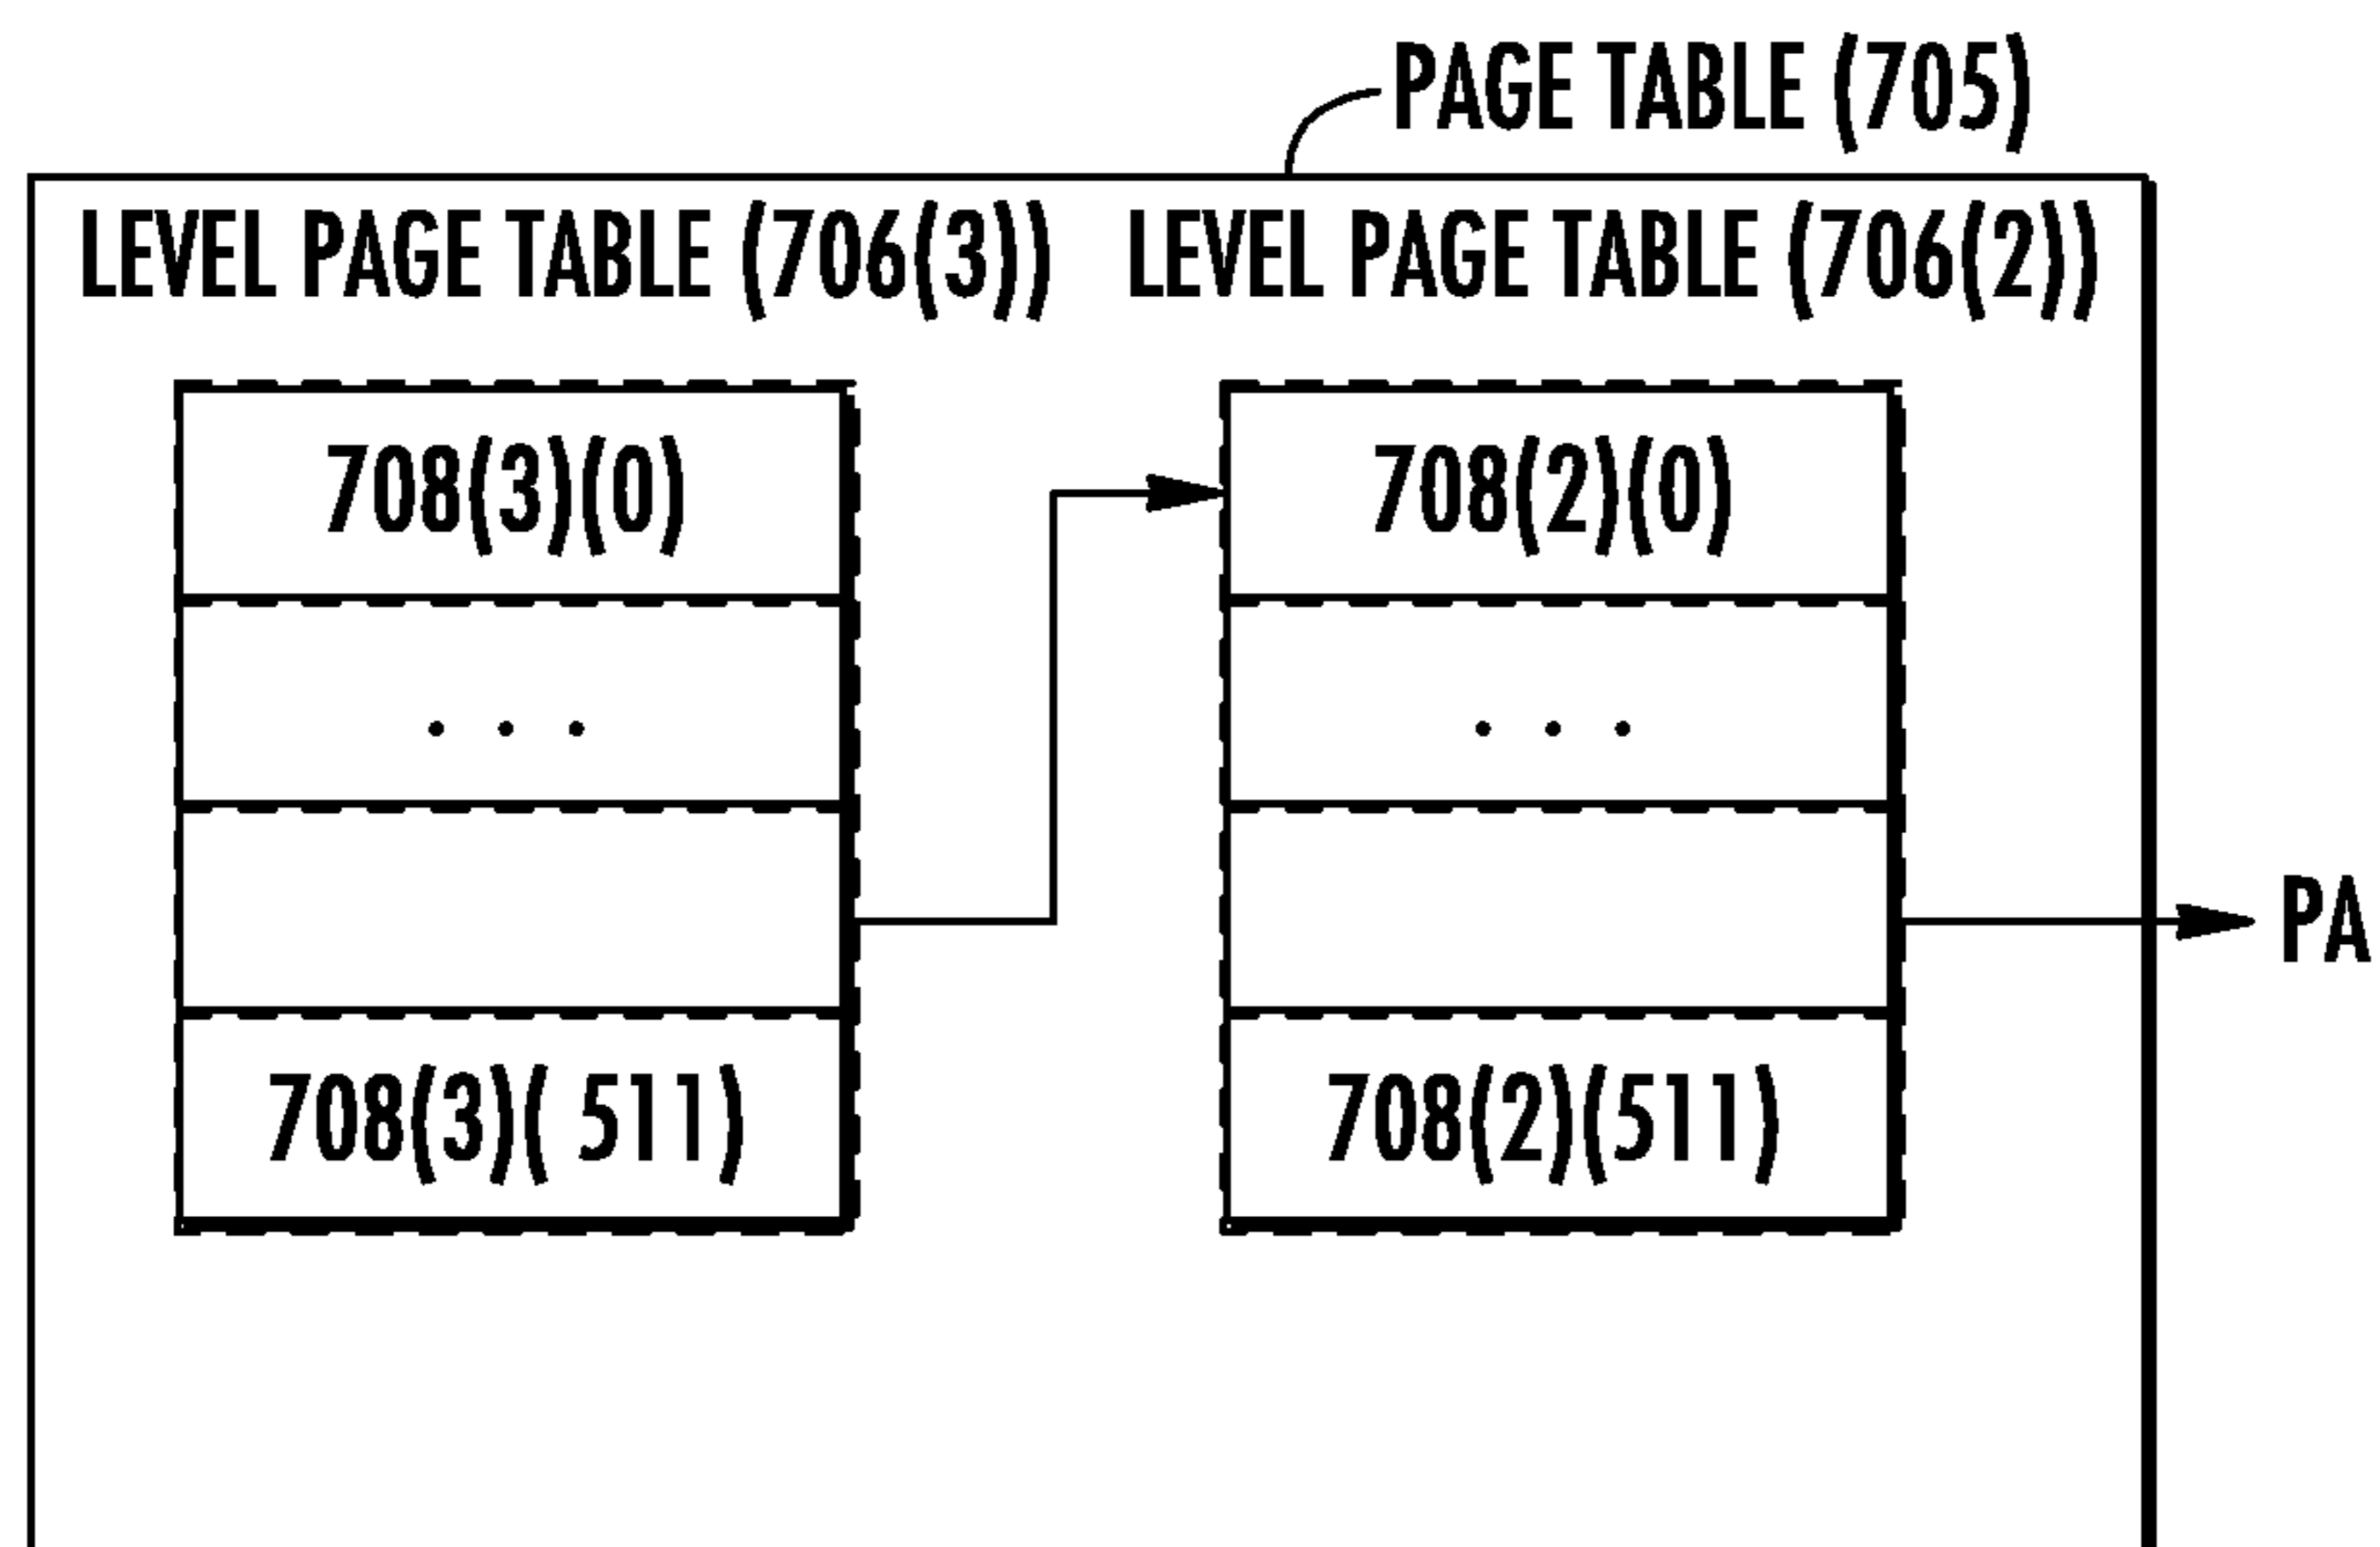 PAGE TABLE (705)
LEVEL PAGE TABLE (706(3)) LEVEL PAGE TABLE (706(2))
708(3)(0) 708(2)(0)
. . . . . .
PA
708(3)( 511) 708(2)(511)